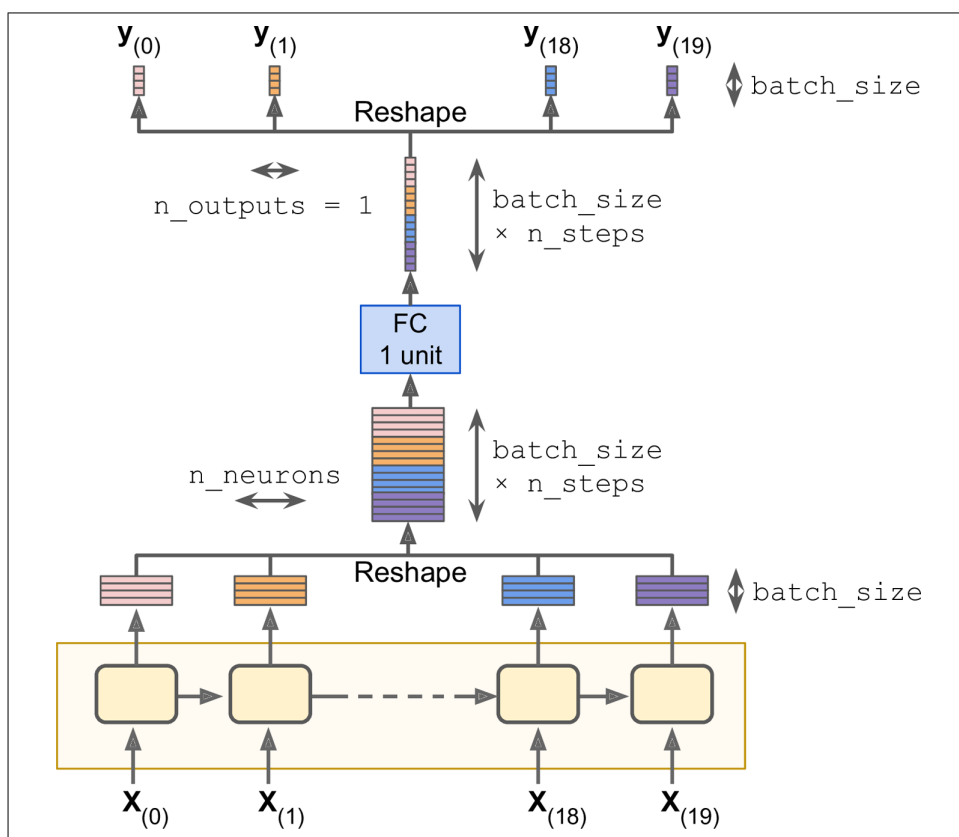 y(0) y(1) y(18) y(19)
batch_size
Reshape
n_outputs = 1
batch_size
× n_steps
FC
1 unit
n_neurons
batch_size
× n_steps
Reshape
batch_size
X(0) X(1) X(18) X(19)